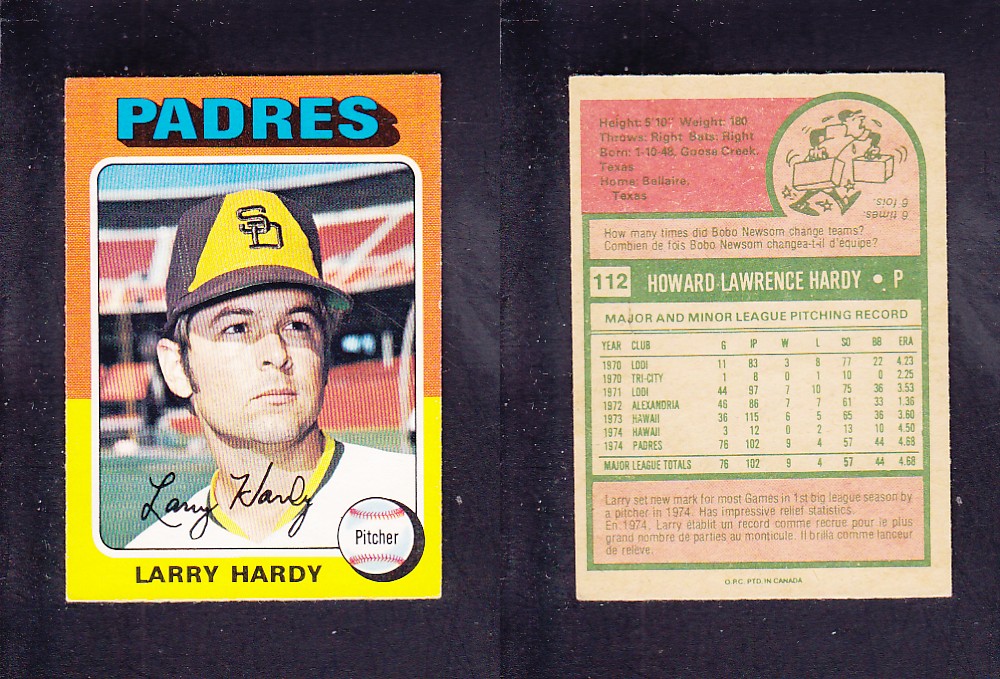 PADRES
SD
Larry Hardy
Pitcher
LARRY HARDY
Height: 5'10" Weight: 180
Throws: Right Bats: Right
Born: 1-10-48, Goose Creek,
Texas
Home: Bellaire,
Texas
6 times.
6 fois.
How many times did Bobo Newsom change teams?
Combien de fois Bobo Newsom changea-t-il d'équipe?
112 HOWARD LAWRENCE HARDY • P
MAJOR AND MINOR LEAGUE PITCHING RECORD
YEAR CLUB G IP W L SO BB ERA
1970 LODI 11 83 3 8 77 22 4.23
1970 TRI-CITY 1 8 0 1 10 0 2.25
1971 LODI 44 97 7 10 75 36 3.53
1972 ALEXANDRIA 46 86 7 7 61 33 1.36
1973 HAWAII 36 115 6 5 65 36 3.60
1974 HAWAII 3 12 0 2 13 10 4.50
1974 PADRES 76 102 9 4 57 44 4.68
MAJOR LEAGUE TOTALS 76 102 9 4 57 44 4.68
Larry set new mark for most Games in 1st big league season by
a pitcher in 1974. Has impressive relief statistics.
En 1974, Larry établit un record comme recrue pour le plus
grand nombre de parties au monticule. Il brilla comme lanceur
de relève.
O.P.C. PTD. IN CANADA